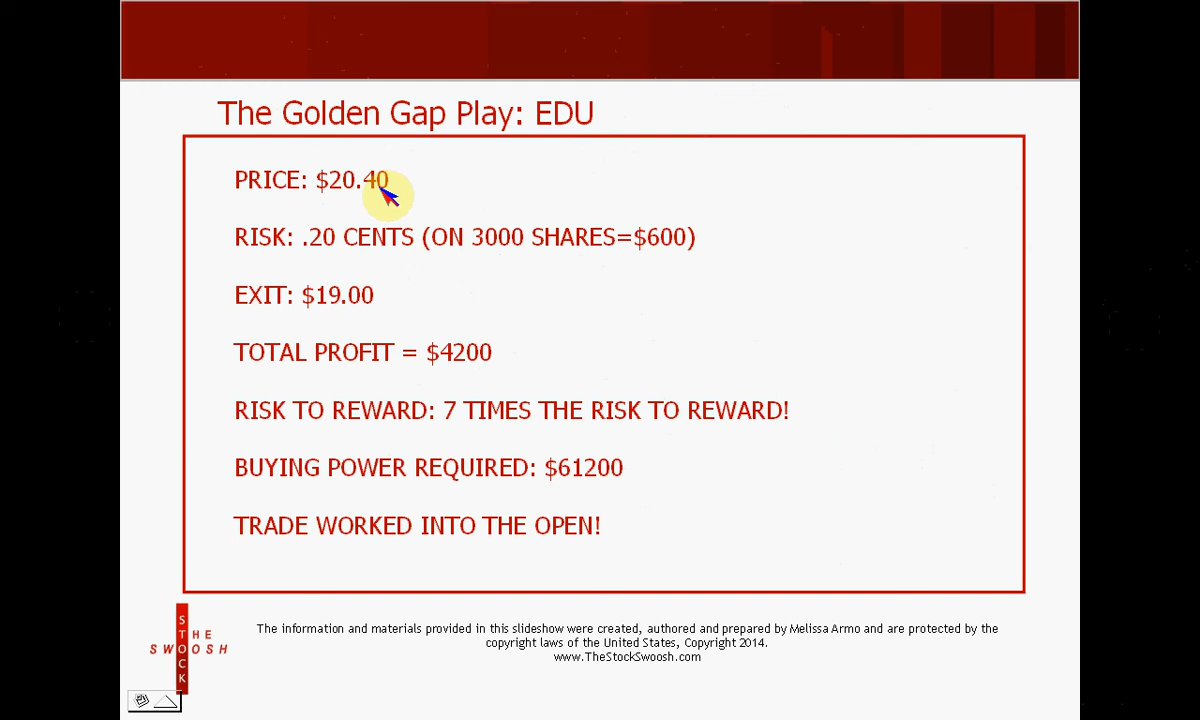 The Golden Gap Play: EDU
PRICE: $20.40
RISK: .20 CENTS (ON 3000 SHARES=$600)
EXIT: $19.00
TOTAL PROFIT = $4200
RISK TO REWARD: 7 TIMES THE RISK TO REWARD!
BUYING POWER REQUIRED: $61200
TRADE WORKED INTO THE OPEN!
THE
STOCK
SWOOSH
The information and materials provided in this slideshow were created, authored and prepared by Melissa Armo and are protected by the
copyright laws of the United States, Copyright 2014.
www.TheStockSwoosh.com